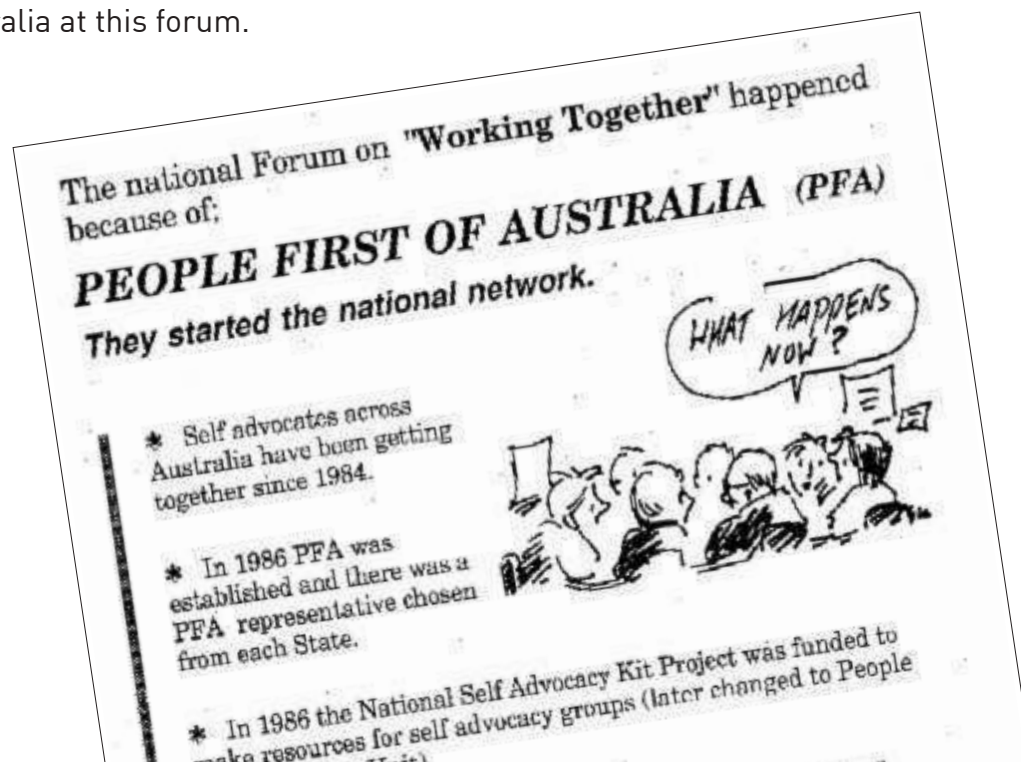 alia at this forum.
The national Forum on "Working Together" happened
because of;
PEOPLE FIRST OF AUSTRALIA (PFA)
They started the national network.
WHAT HAPPENS
NOW?
* Self advocates across
Australia have been getting
together since 1984.
* In 1986 PFA was
established and there was a
PFA representative chosen
from each State.
* In 1986 the National Self Advocacy Kit Project was funded to
make resources for self advocacy groups (later changed to People